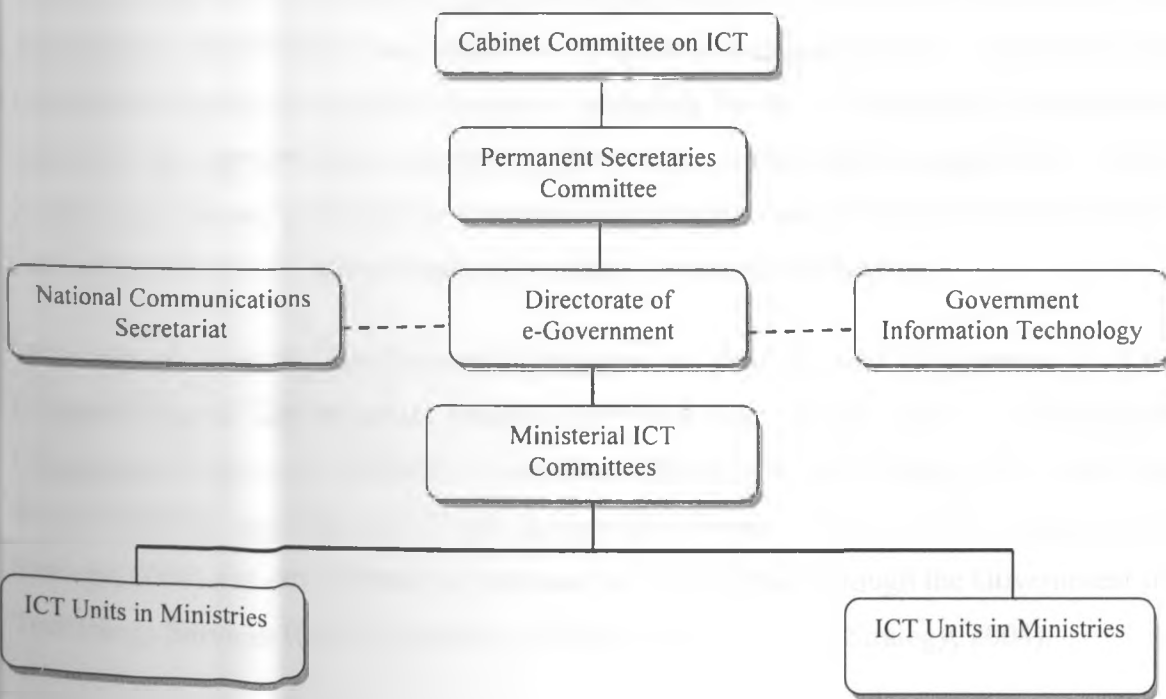 Cabinet Committee on ICT
Permanent Secretaries
Committee
National Communications
Secretariat
Directorate of
e-Government
Government
Information Technology
Ministerial ICT
Committees
ICT Units in Ministries
ICT Units in Ministries